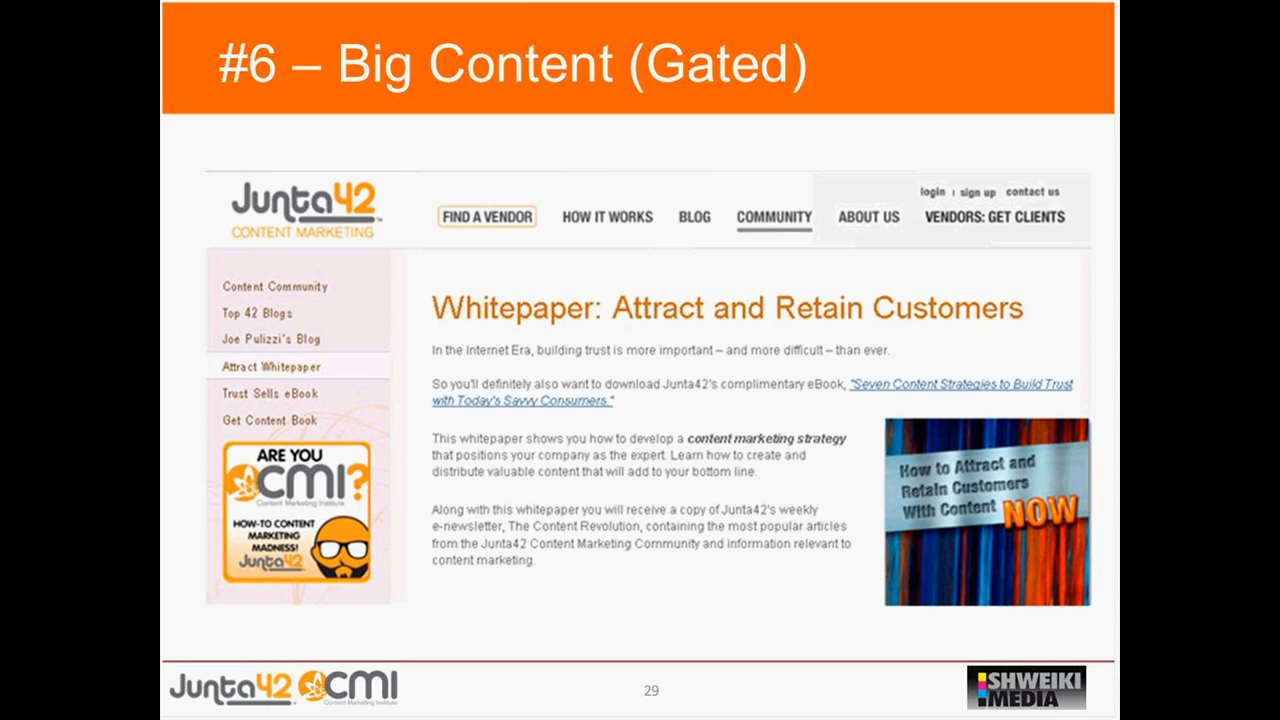 #6 – Big Content (Gated)
Junta42
CONTENT MARKETING
login | sign up contact us
FIND A VENDOR HOW IT WORKS BLOG COMMUNITY ABOUT US VENDORS: GET CLIENTS
Content Community
Top 42 Blogs
Joe Pulizzi's Blog
Attract Whitepaper
Trust Sells eBook
Get Content Book
ARE YOU
CMI?
Content Marketing Institute
HOW-TO CONTENT
MARKETING
MADNESS!
Junta42
Whitepaper: Attract and Retain Customers
In the Internet Era, building trust is more important – and more difficult – than ever.
So you'll definitely also want to download Junta42's complimentary eBook, "Seven Content Strategies to Build Trust
with Today's Savvy Consumers."
This whitepaper shows you how to develop a content marketing strategy
that positions your company as the expert. Learn how to create and
distribute valuable content that will add to your bottom line.
Along with this whitepaper you will receive a copy of Junta42's weekly
e-newsletter, The Content Revolution, containing the most popular articles
from the Junta42 Content Marketing Community and information relevant to
content marketing.
How to Attract and
Retain Customers
With Content NOW
Junta42 CMI
Content Marketing Institute
29
SHWEIKI
MEDIA